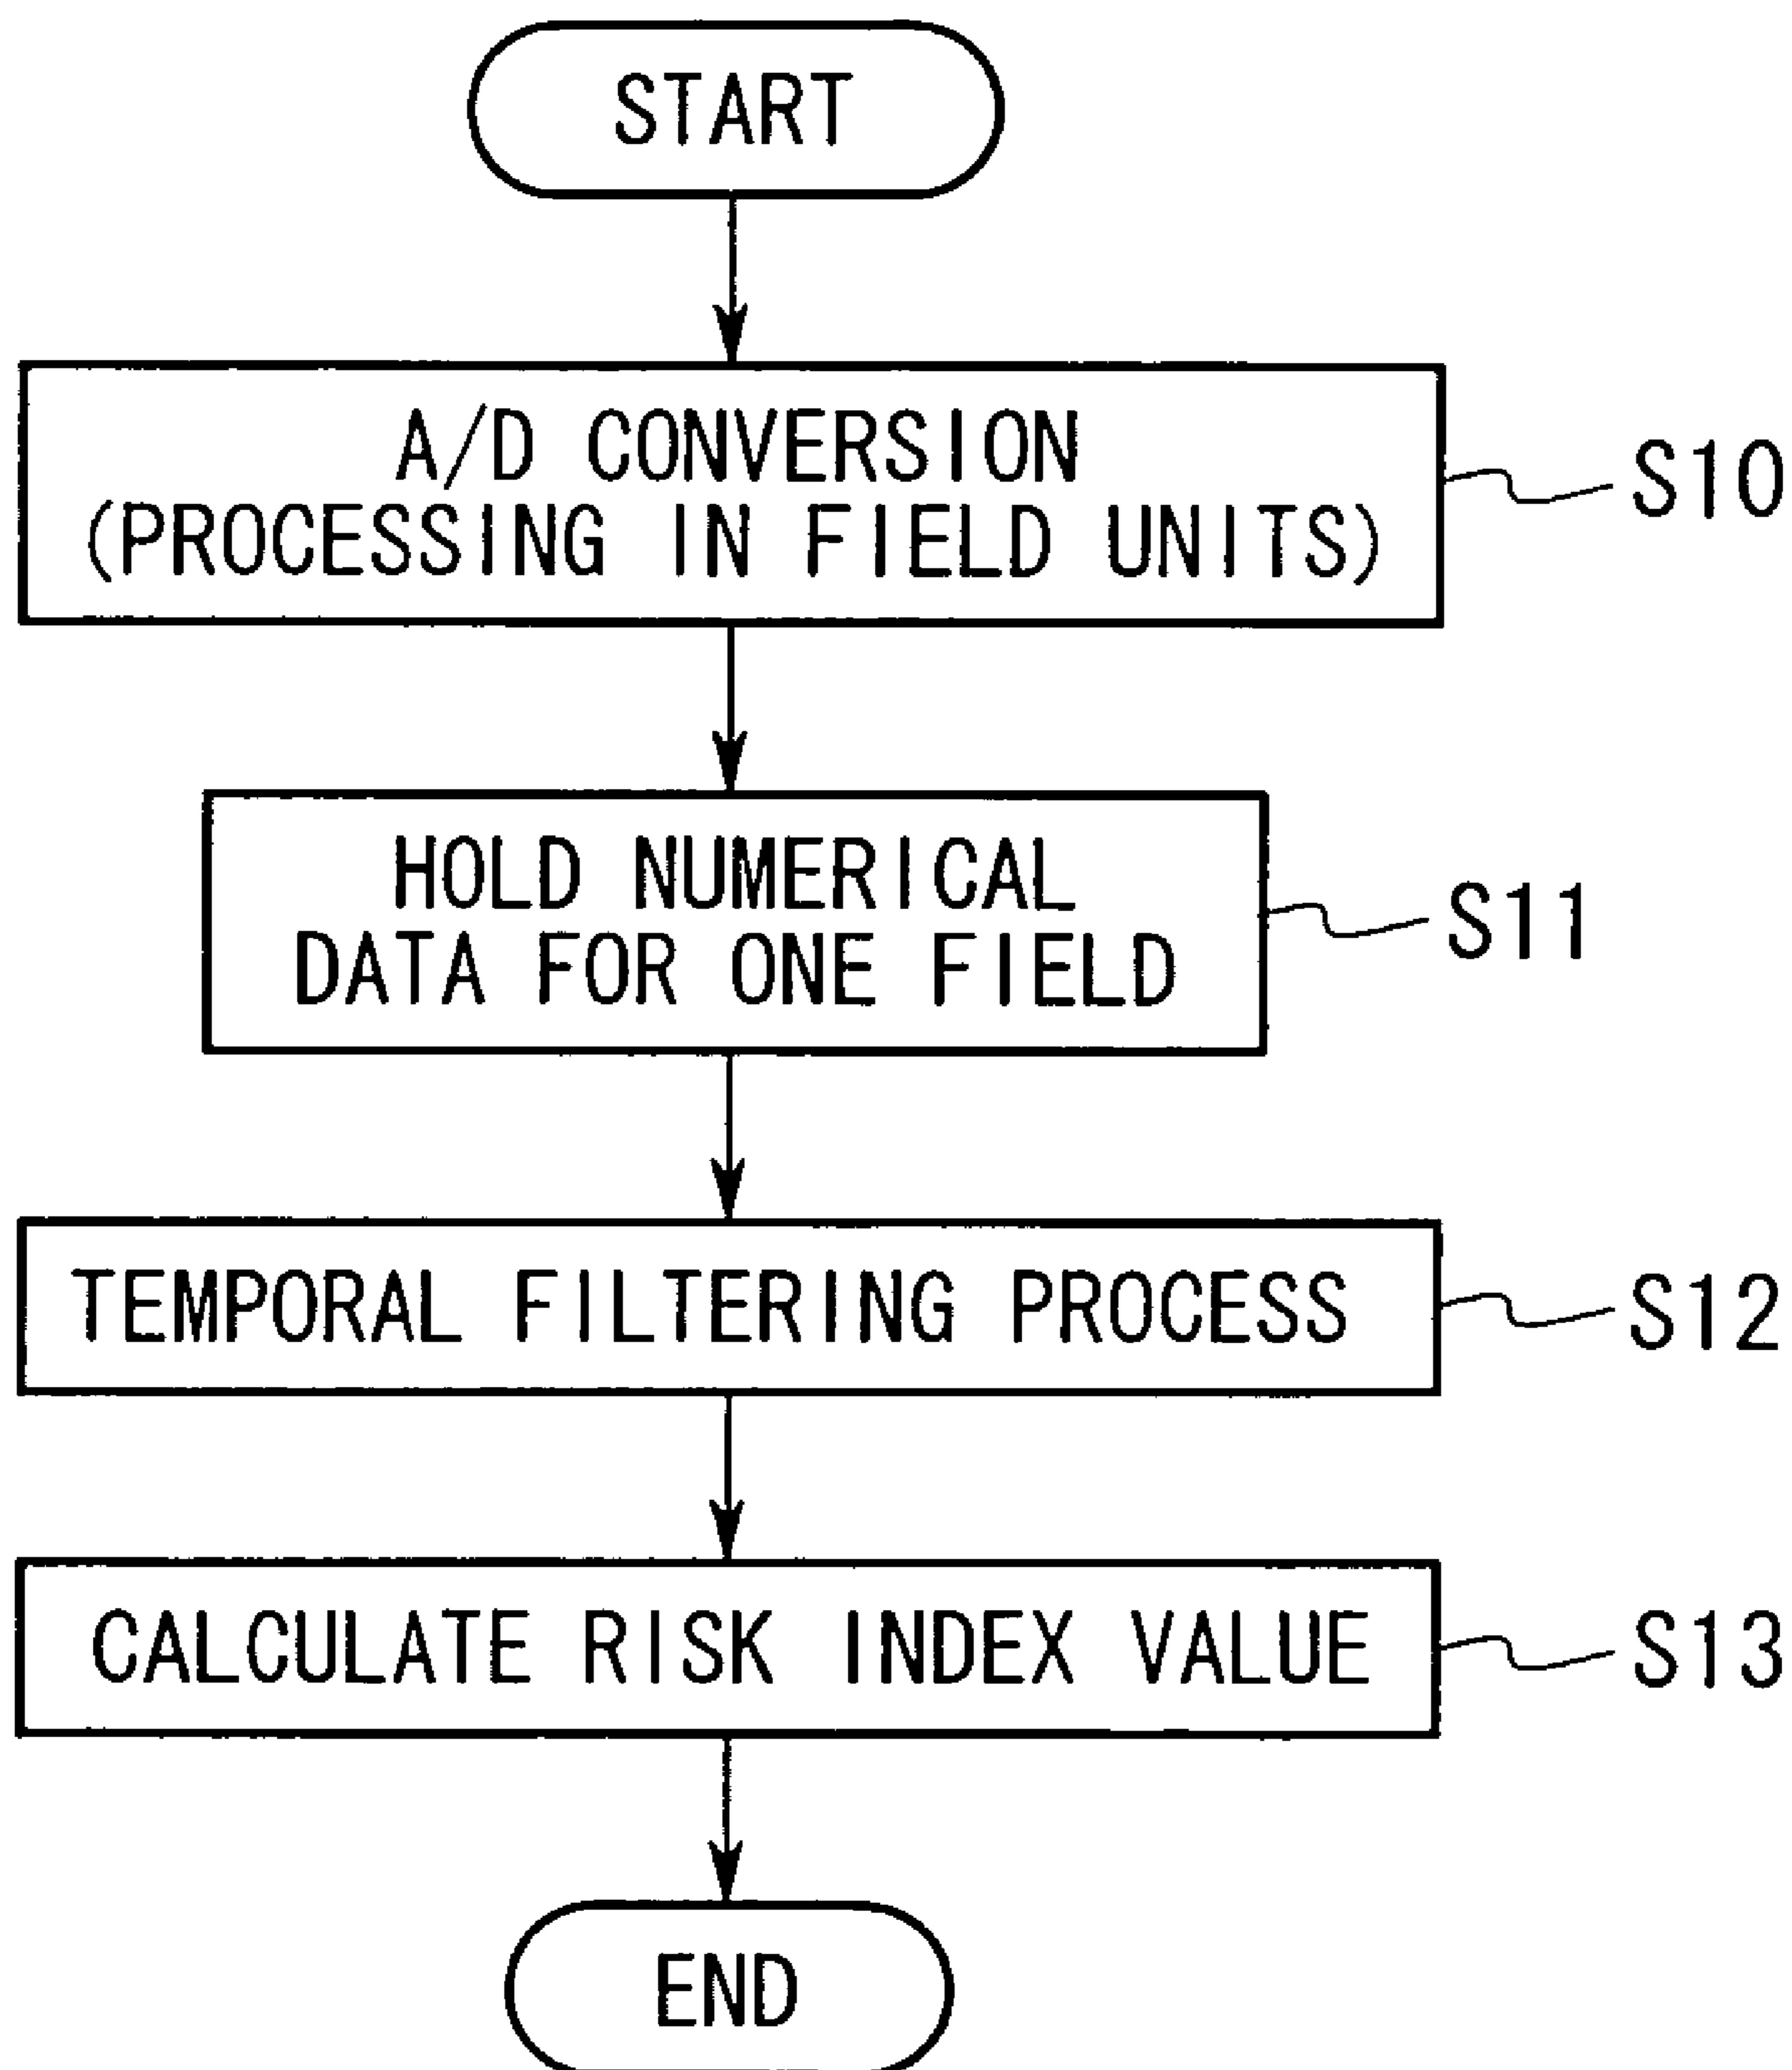 START
A/D CONVERSION
(PROCESSING IN FIELD UNITS)
S10
HOLD NUMERICAL
DATA FOR ONE FIELD
S11
TEMPORAL FILTERING PROCESS
S12
CALCULATE RISK INDEX VALUE
S13
END